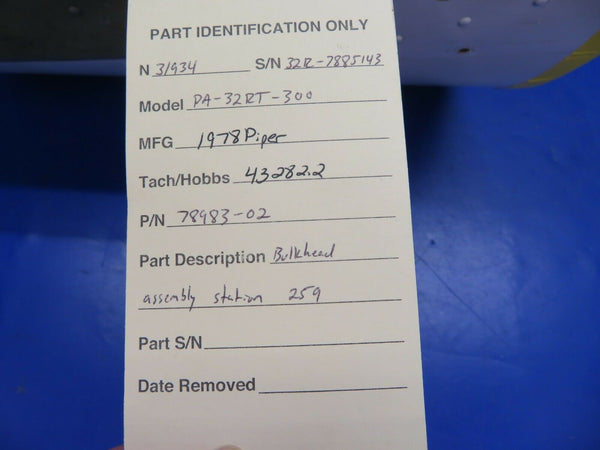 PART IDENTIFICATION ONLY
N 31934 S/N 32R-7885143
Model PA-32RT-300
MFG 1978 Piper
Tach/Hobbs 43282.2
P/N 78983-02
Part Description Bulkhead
assembly station 259
Part S/N
Date Removed